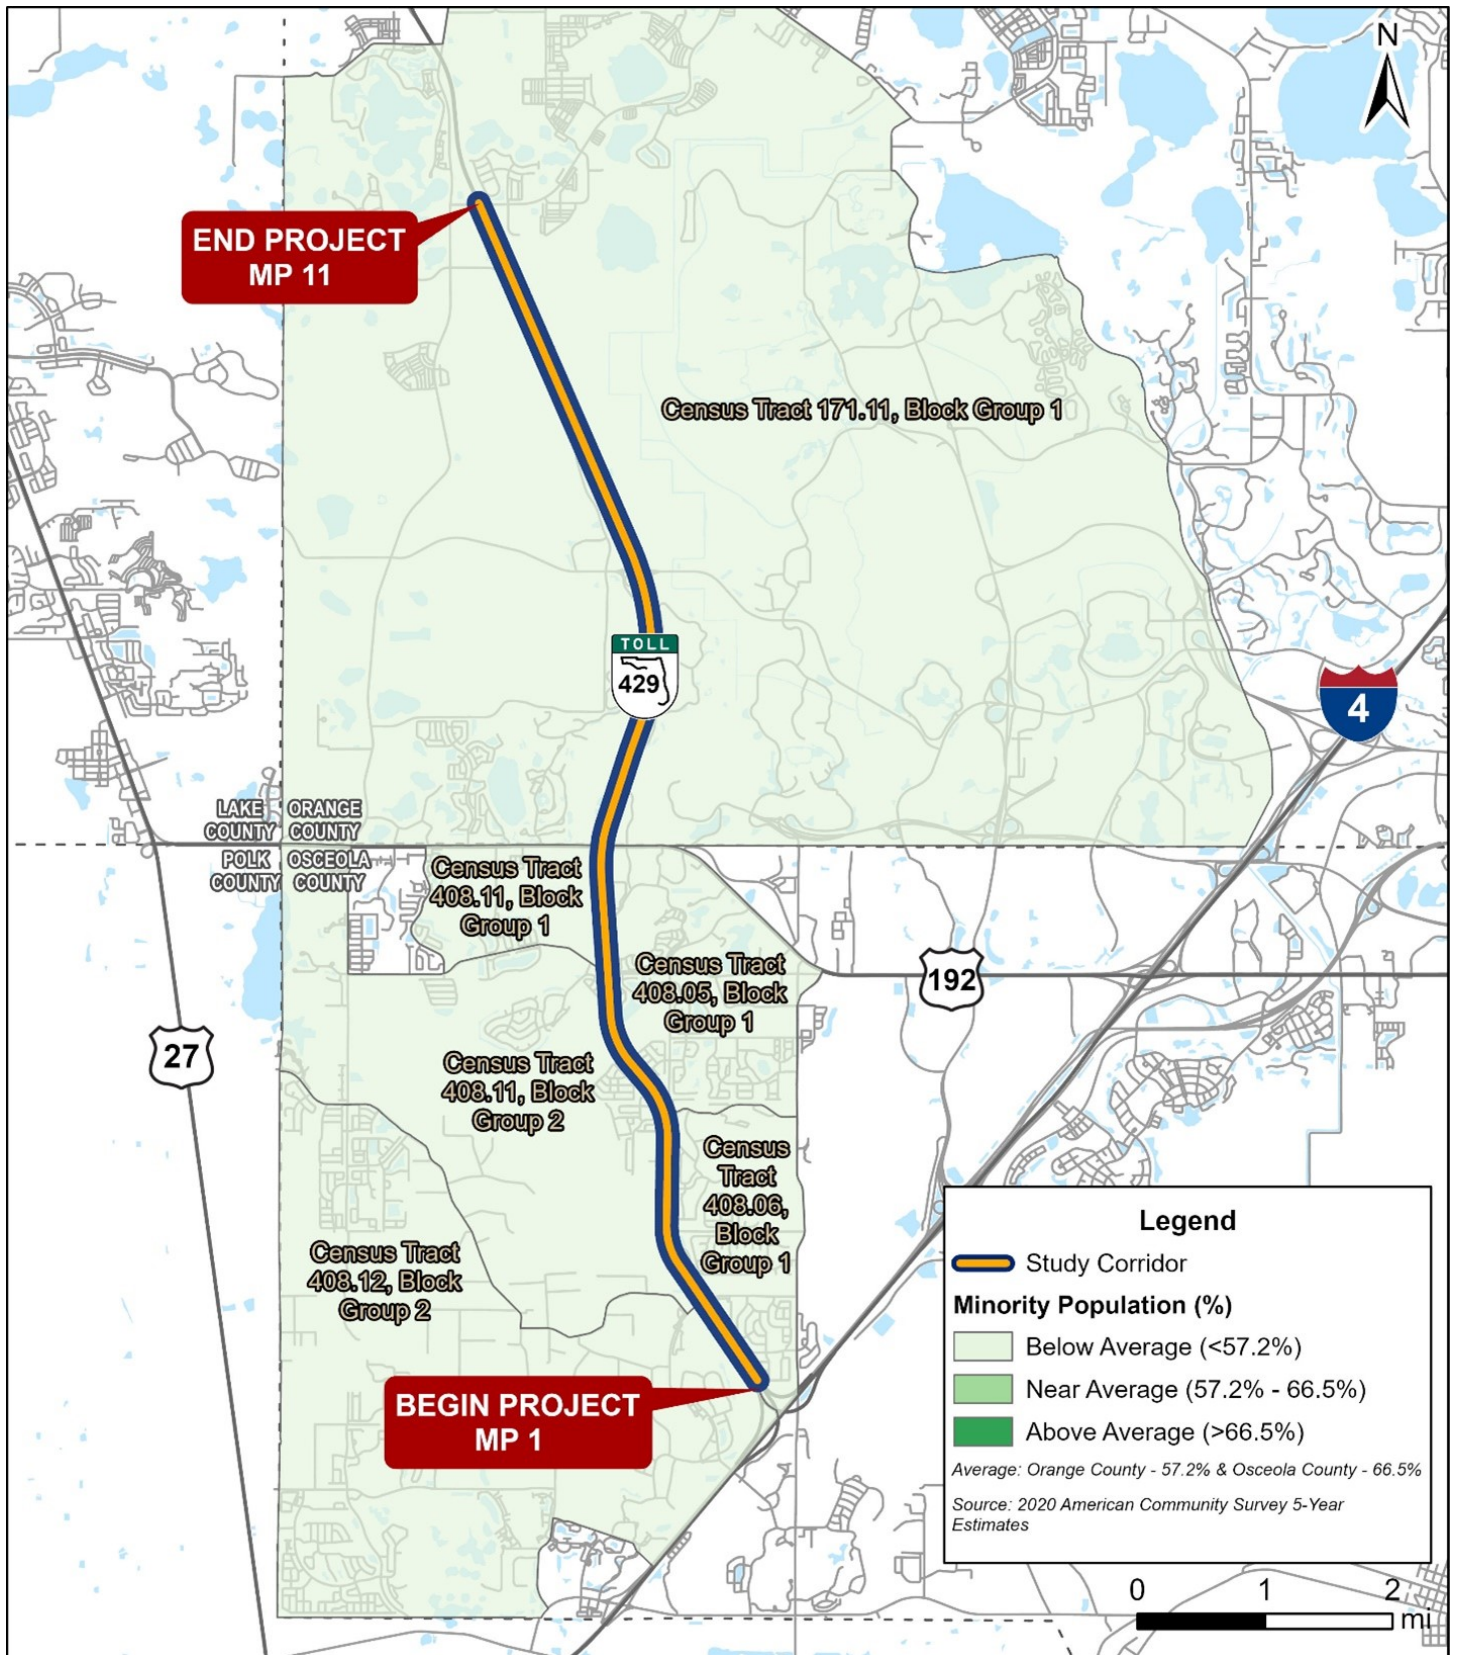 N
END PROJECT
MP 11
Census Tract 171.11, Block Group 1
TOLL
429
4
LAKE
COUNTY
ORANGE
COUNTY
POLK
COUNTY
OSCEOLA
COUNTY
Census Tract
408.11, Block
Group 1
Census Tract
408.05, Block
Group 1
192
27
Census Tract
408.11, Block
Group 2
Census
Tract
408.06,
Block
Group 1
Census Tract
408.12, Block
Group 2
BEGIN PROJECT
MP 1
Legend
Study Corridor
Minority Population (%)
Below Average (<57.2%)
Near Average (57.2% - 66.5%)
Above Average (>66.5%)
Average: Orange County - 57.2% & Osceola County - 66.5%
Source: 2020 American Community Survey 5-Year
Estimates
0 1 2
mi